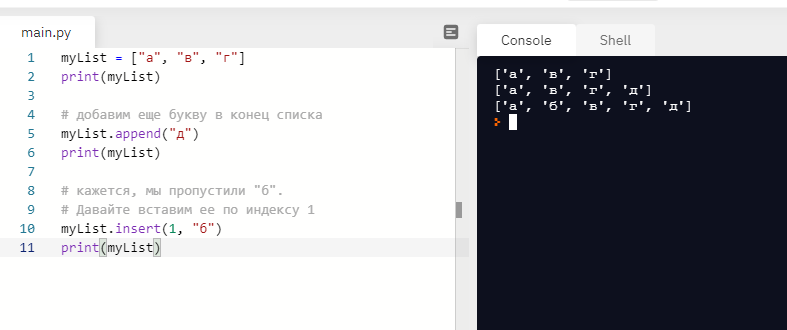 main.py
1 myList = ["а", "в", "г"]
2 print(myList)
3
4 # добавим еще букву в конец списка
5 myList.append("д")
6 print(myList)
7
8 # кажется, мы пропустили "б".
9 # Давайте вставим ее по индексу 1
10 myList.insert(1, "б")
11 print(myList)
Console Shell
['а', 'в', 'г']
['а', 'в', 'г', 'д']
['а', 'б', 'в', 'г', 'д']
>